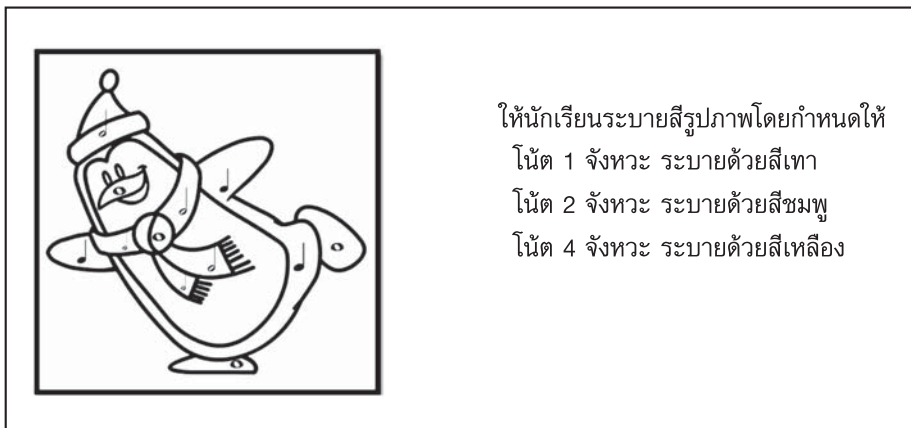 ให้นักเรียนระบายสีรูปภาพโดยกำหนดให้
โน้ต 1 จังหวะ ระบายด้วยสีเทา
โน้ต 2 จังหวะ ระบายด้วยสีชมพู
โน้ต 4 จังหวะ ระบายด้วยสีเหลือง